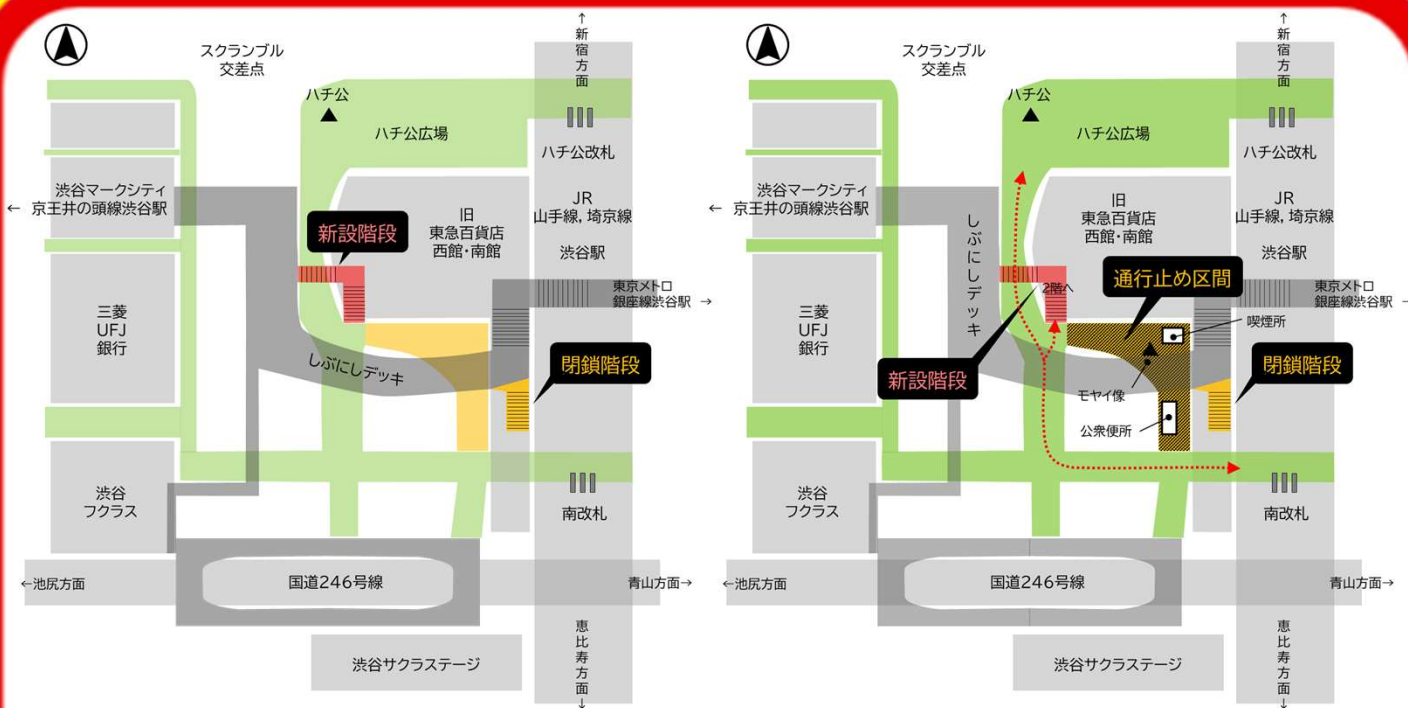 ↑新宿方面
スクランブル
交差点
ハチ公
ハチ公広場
ハチ公改札
渋谷マークシティ
← 京王井の頭線渋谷駅
旧
東急百貨店
西館・南館
JR
山手線, 埼京線
渋谷駅
新設階段
東京メトロ
銀座線渋谷駅 →
三菱
UFJ
銀行
しぶにしデッキ
閉鎖階段
渋谷
フクラス
南改札
←池尻方面
国道246号線
青山方面→
渋谷サクラステージ
恵比寿方面↓
↑新宿方面
スクランブル
交差点
ハチ公
ハチ公広場
ハチ公改札
渋谷マークシティ
← 京王井の頭線渋谷駅
しぶにしデッキ
旧
東急百貨店
西館・南館
JR
山手線, 埼京線
渋谷駅
通行止め区間
2階へ
東京メトロ
銀座線渋谷駅 →
喫煙所
三菱
UFJ
銀行
新設階段
閉鎖階段
モヤイ像
公衆便所
渋谷
フクラス
南改札
←池尻方面
国道246号線
青山方面→
渋谷サクラステージ
恵比寿方面↓